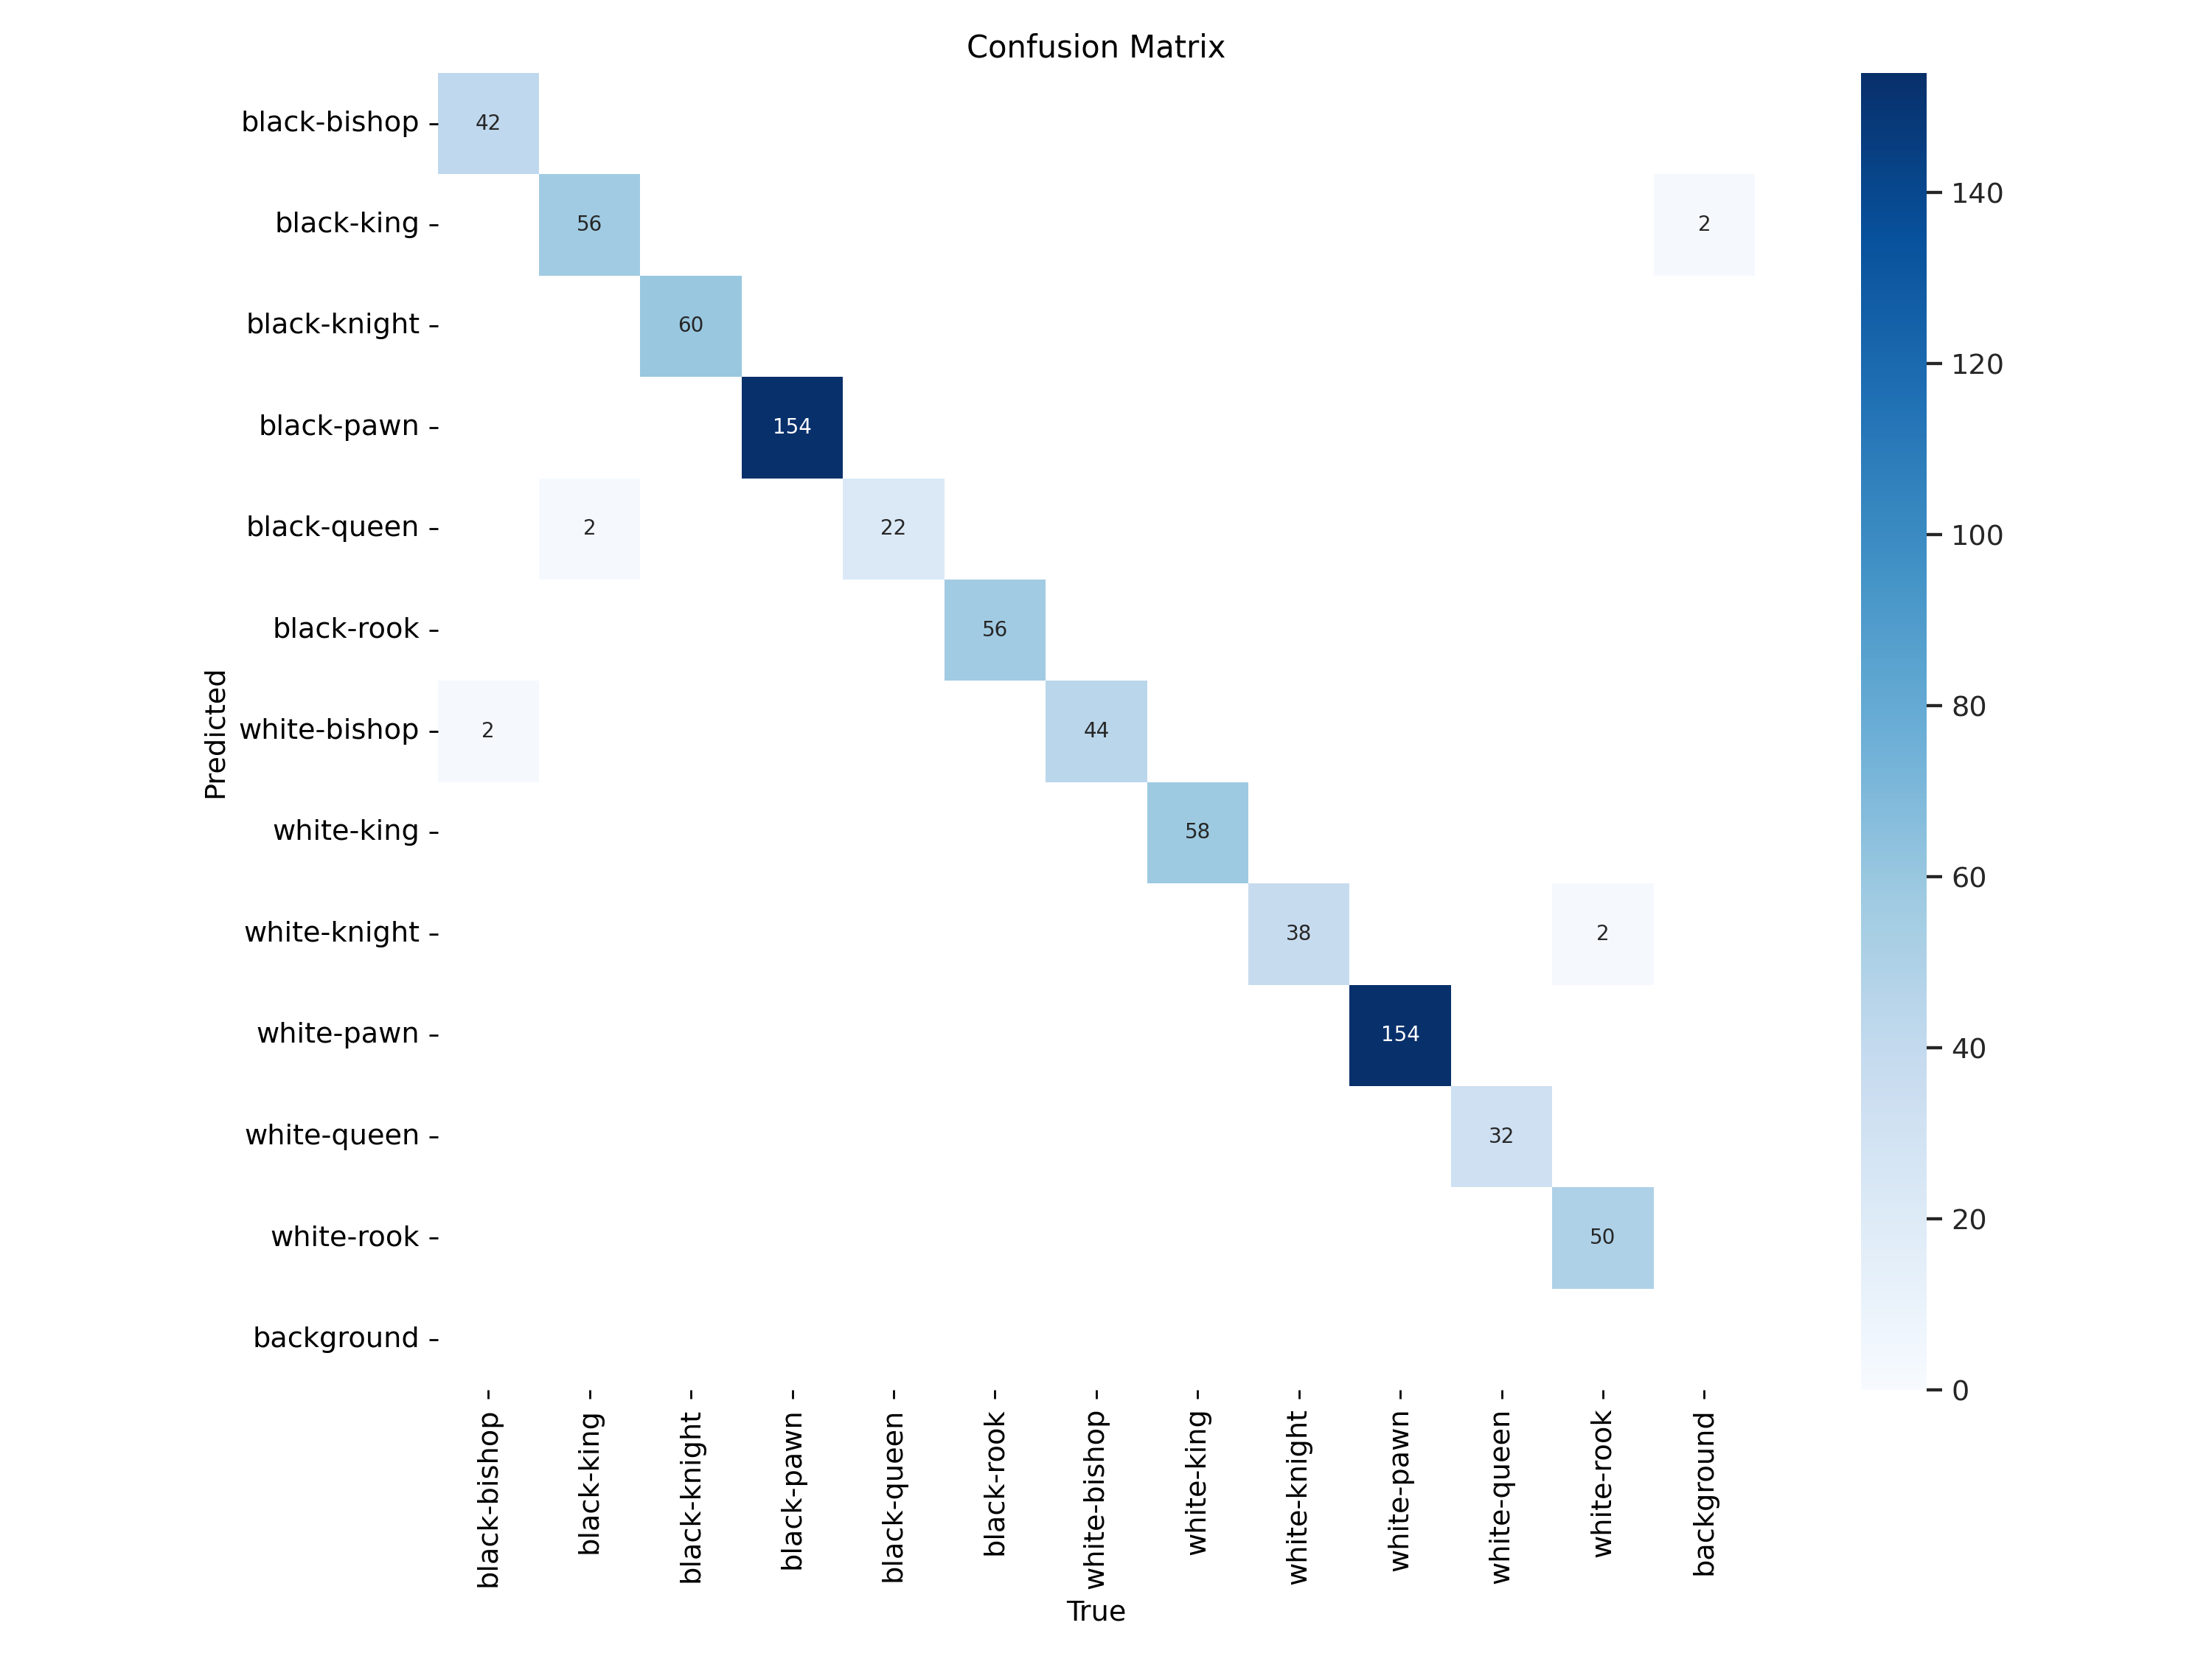 Confusion Matrix
Predicted
black-bishop 42
black-king 56 2
black-knight 60
black-pawn 154
black-queen 2 22
black-rook 56
white-bishop 2 44
white-king 58
white-knight 38 2
white-pawn 154
white-queen 32
white-rook 50
background
black-bishop
black-king
black-knight
black-pawn
black-queen
black-rook
white-bishop
white-king
white-knight
white-pawn
white-queen
white-rook
background
True
140
120
100
80
60
40
20
0